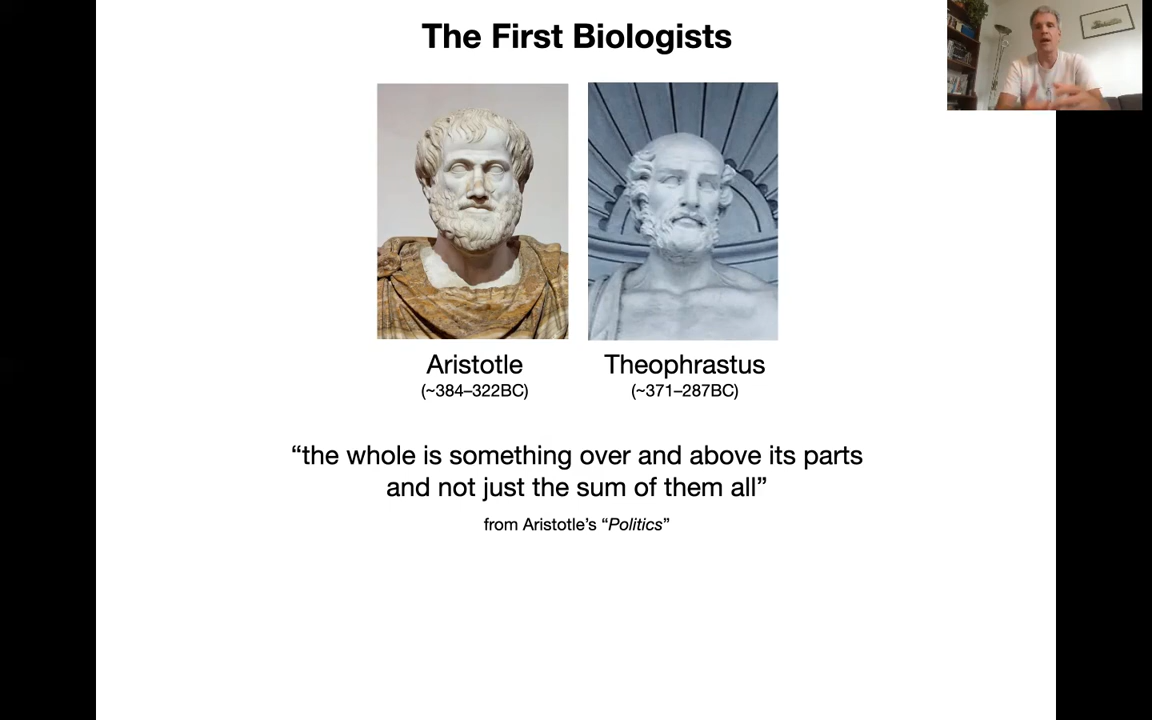 The First Biologists
Aristotle
(~384–322BC)
Theophrastus
(~371–287BC)
“the whole is something over and above its parts
and not just the sum of them all”
from Aristotle’s “Politics”